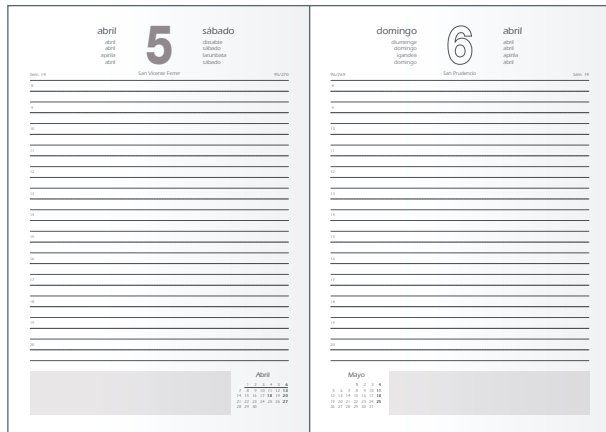 abril 5 sábado
abril dissabte
abril sábado
apirila larunbata
abril sábado
Sem. 14 San Vicente Ferrer 95/270
8
9
10
11
12
13
14
15
16
17
18
19
20
Abril
1 2 3 4 5 6
7 8 9 10 11 12 13
14 15 16 17 18 19 20
21 22 23 24 25 26 27
28 29 30
domingo 6 abril
diumenge abril
domingo abril
igandea apirila
domingo abril
96/269 San Prudencio Sem. 14
8
9
10
11
12
13
14
15
16
17
18
19
20
Mayo
1 2 3 4
5 6 7 8 9 10 11
12 13 14 15 16 17 18
19 20 21 22 23 24 25
26 27 28 29 30 31